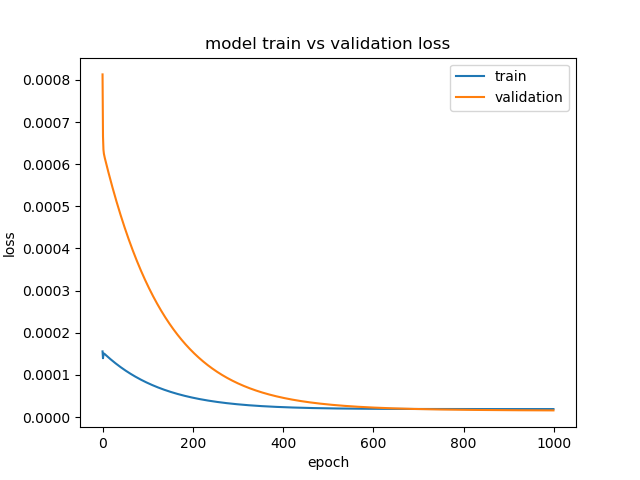 model train vs validation loss
train
validation
0.0008
0.0007
0.0006
0.0005
0.0004
0.0003
0.0002
0.0001
0.0000
loss
0 200 400 600 800 1000
epoch